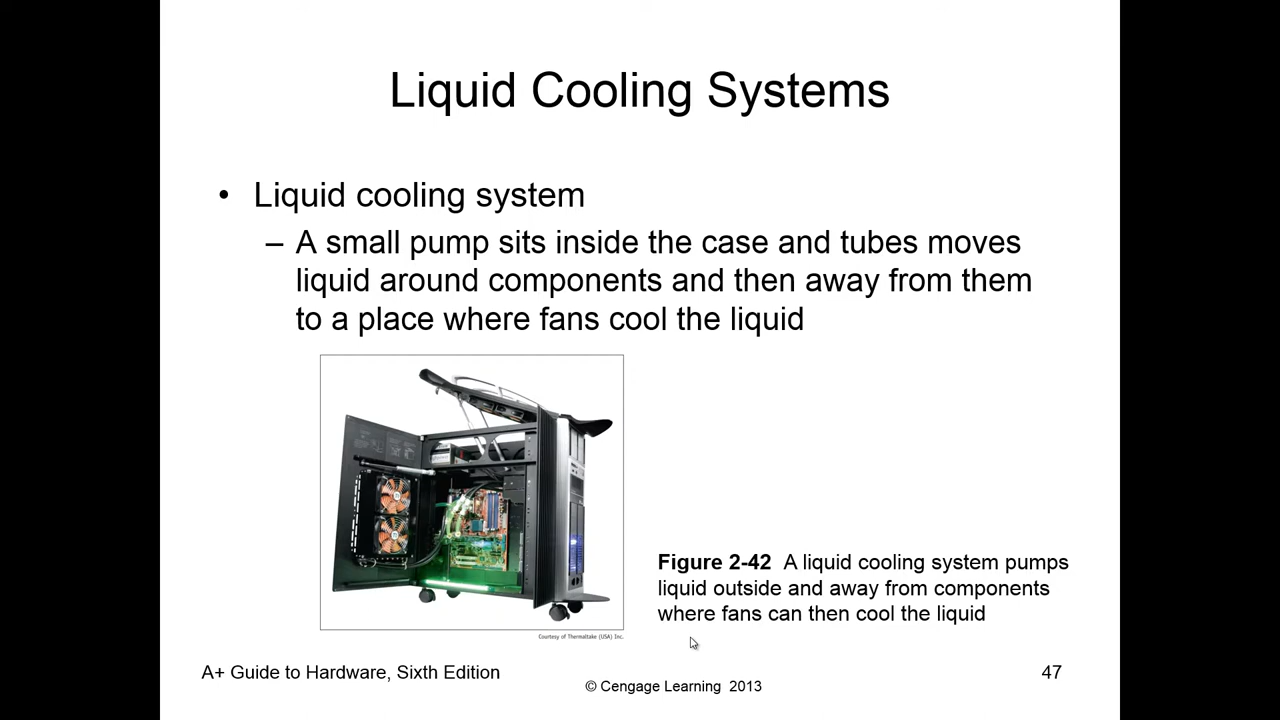 Liquid Cooling Systems
• Liquid cooling system
– A small pump sits inside the case and tubes moves
liquid around components and then away from them
to a place where fans cool the liquid
Courtesy of Thermaltake (USA) Inc.
Figure 2-42 A liquid cooling system pumps
liquid outside and away from components
where fans can then cool the liquid
A+ Guide to Hardware, Sixth Edition
© Cengage Learning 2013
47